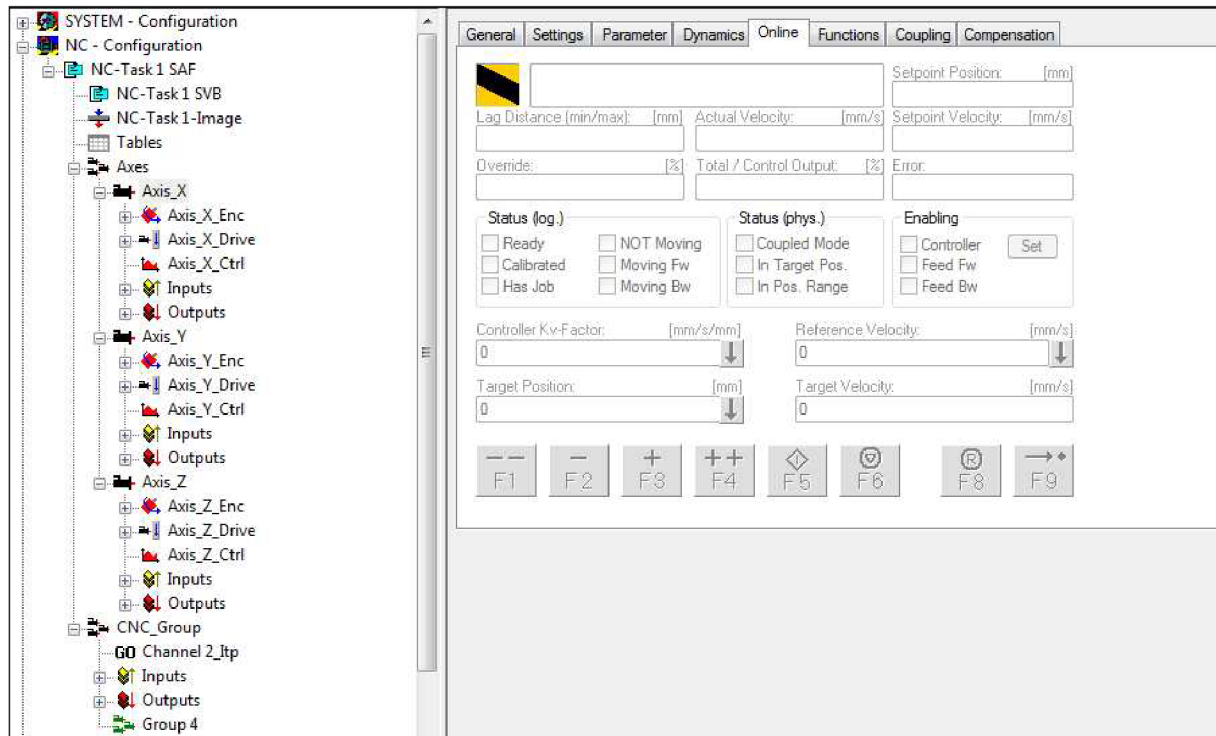 SYSTEM - Configuration
NC - Configuration
NC-Task 1 SAF
NC-Task 1 SVB
NC-Task 1-Image
Tables
Axes
Axis_X
Axis_X_Enc
Axis_X_Drive
Axis_X_Ctrl
Inputs
Outputs
Axis_Y
Axis_Y_Enc
Axis_Y_Drive
Axis_Y_Ctrl
Inputs
Outputs
Axis_Z
Axis_Z_Enc
Axis_Z_Drive
Axis_Z_Ctrl
Inputs
Outputs
CNC_Group
GO Channel 2_Itp
Inputs
Outputs
Group 4
General Settings Parameter Dynamics Online Functions Coupling Compensation
Setpoint Position: [mm]
Lag Distance (min/max): [mm] Actual Velocity: [mm/s] Setpoint Velocity: [mm/s]
Override: [%] Total / Control Output: [%] Error:
Status (log.) Status (phys.) Enabling
Ready NOT Moving Coupled Mode Controller Set
Calibrated Moving Fw In Target Pos. Feed Fw
Has Job Moving Bw In Pos. Range Feed Bw
Controller Kv-Factor: [mm/s/mm] Reference Velocity: [mm/s]
0 0
Target Position: [mm] Target Velocity: [mm/s]
0 0
-- - + ++ R
F1 F2 F3 F4 F5 F6 F8 F9